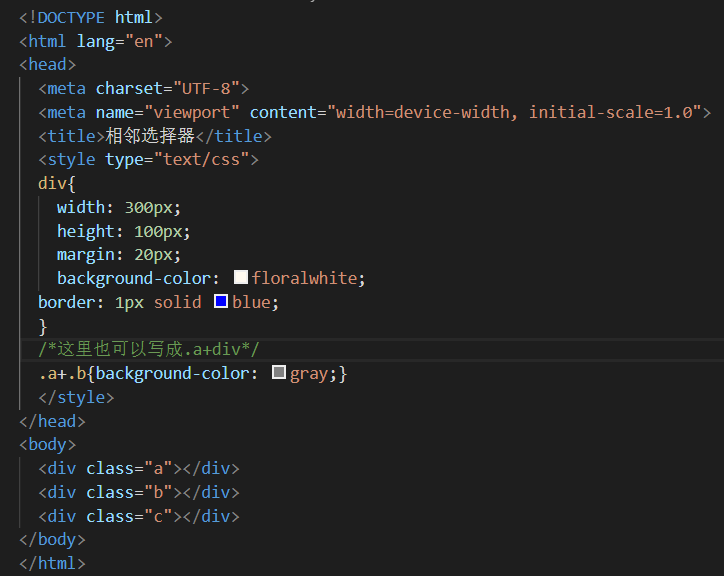 <!DOCTYPE html>
<html lang="en">
<head>
  <meta charset="UTF-8">
  <meta name="viewport" content="width=device-width, initial-scale=1.0">
  <title>相邻选择器</title>
  <style type="text/css">
  div{
    width: 300px;
    height: 100px;
    margin: 20px;
    background-color: floralwhite;
  border: 1px solid blue;
  }
  /*这里也可以写成.a+div*/
  .a+.b{background-color: gray;}
  </style>
</head>
<body>
  <div class="a"></div>
  <div class="b"></div>
  <div class="c"></div>
</body>
</html>